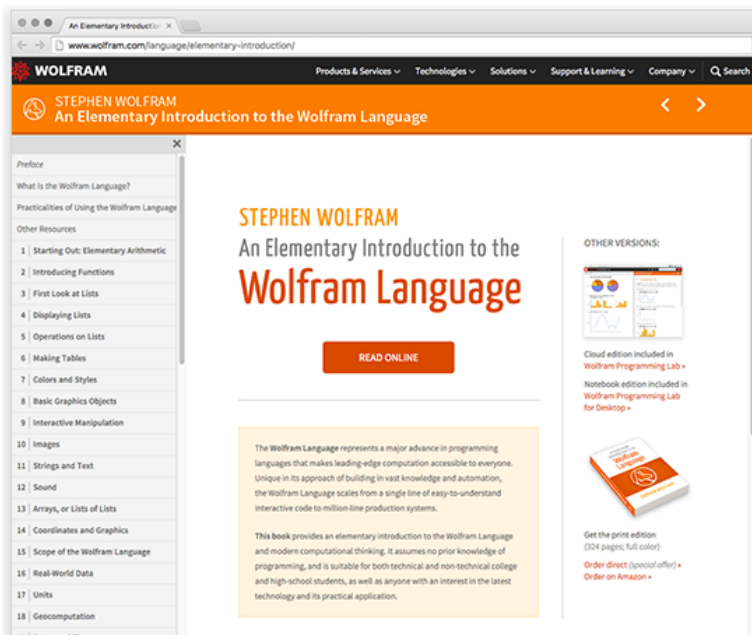 An Elementary Introduction
www.wolfram.com/language/elementary-introduction/
WOLFRAM
Products & Services Technologies Solutions Support & Learning Company Search
STEPHEN WOLFRAM
An Elementary Introduction to the Wolfram Language
Preface
What Is the Wolfram Language?
Practicalities of Using the Wolfram Language
Other Resources
1 Starting Out: Elementary Arithmetic
2 Introducing Functions
3 First Look at Lists
4 Displaying Lists
5 Operations on Lists
6 Making Tables
7 Colors and Styles
8 Basic Graphics Objects
9 Interactive Manipulation
10 Images
11 Strings and Text
12 Sound
13 Arrays, or Lists of Lists
14 Coordinates and Graphics
15 Scope of the Wolfram Language
16 Real-World Data
17 Units
18 Geocomputation
STEPHEN WOLFRAM
An Elementary Introduction to the
Wolfram Language
READ ONLINE
The Wolfram Language represents a major advance in programming
languages that makes leading-edge computation accessible to everyone.
Unique in its approach of building in vast knowledge and automation,
the Wolfram Language scales from a single line of easy-to-understand
interactive code to million-line production systems.
This book provides an elementary introduction to the Wolfram Language
and modern computational thinking. It assumes no prior knowledge of
programming, and is suitable for both technical and non-technical college
and high-school students, as well as anyone with an interest in the latest
technology and its practical application.
OTHER VERSIONS:
Cloud edition included in
Wolfram Programming Lab »
Notebook edition included in
Wolfram Programming Lab
for Desktop »
Wolfram
Language
Get the print edition
(324 pages; full color)
Order direct (special offer) »
Order on Amazon »